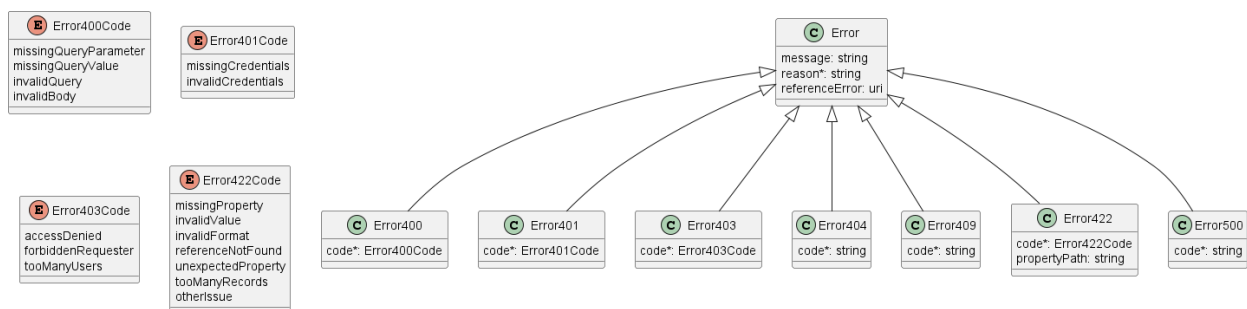 E Error400Code
missingQueryParameter
missingQueryValue
invalidQuery
invalidBody
E Error401Code
missingCredentials
invalidCredentials
C Error
message: string
reason*: string
referenceError: uri
E Error403Code
accessDenied
forbiddenRequester
tooManyUsers
E Error422Code
missingProperty
invalidValue
invalidFormat
referenceNotFound
unexpectedProperty
tooManyRecords
otherIssue
C Error400
code*: Error400Code
C Error401
code*: Error401Code
C Error403
code*: Error403Code
C Error404
code*: string
C Error409
code*: string
C Error422
code*: Error422Code
propertyPath: string
C Error500
code*: string